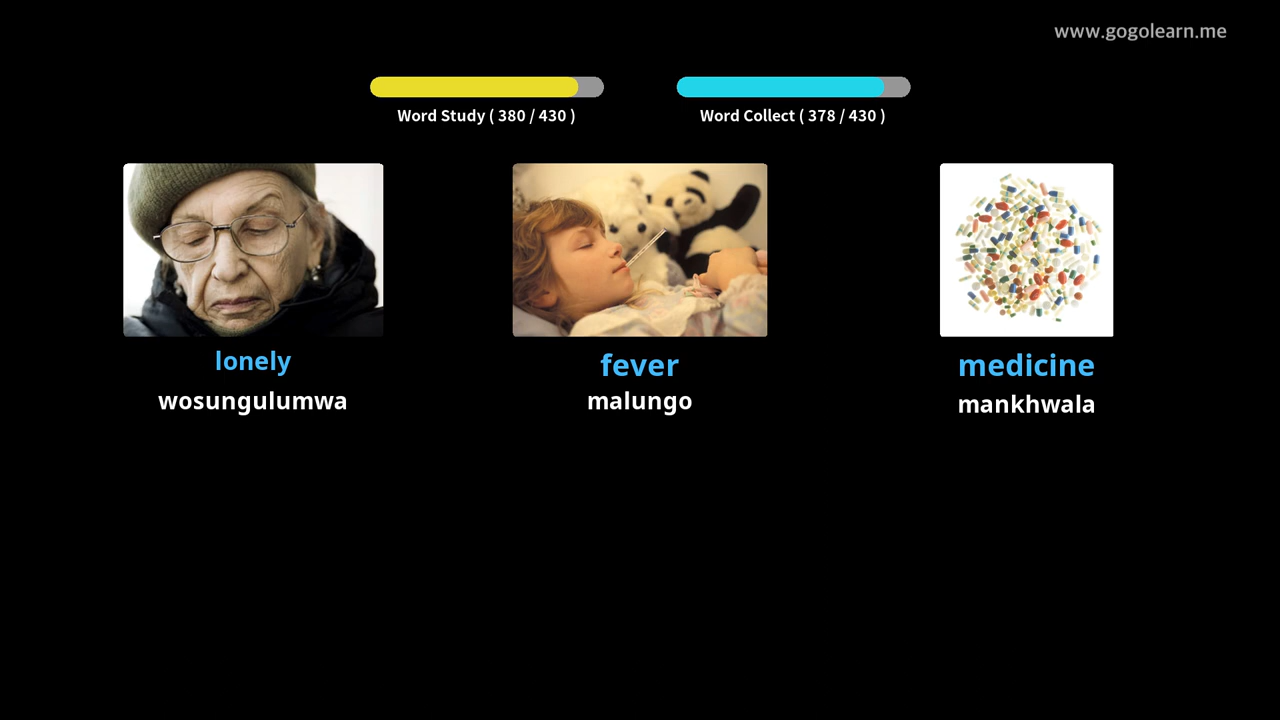 www.gogolearn.me
Word Study ( 380 / 430 )
Word Collect ( 378 / 430 )
lonely
wosungulumwa
fever
malungo
medicine
mankhwala